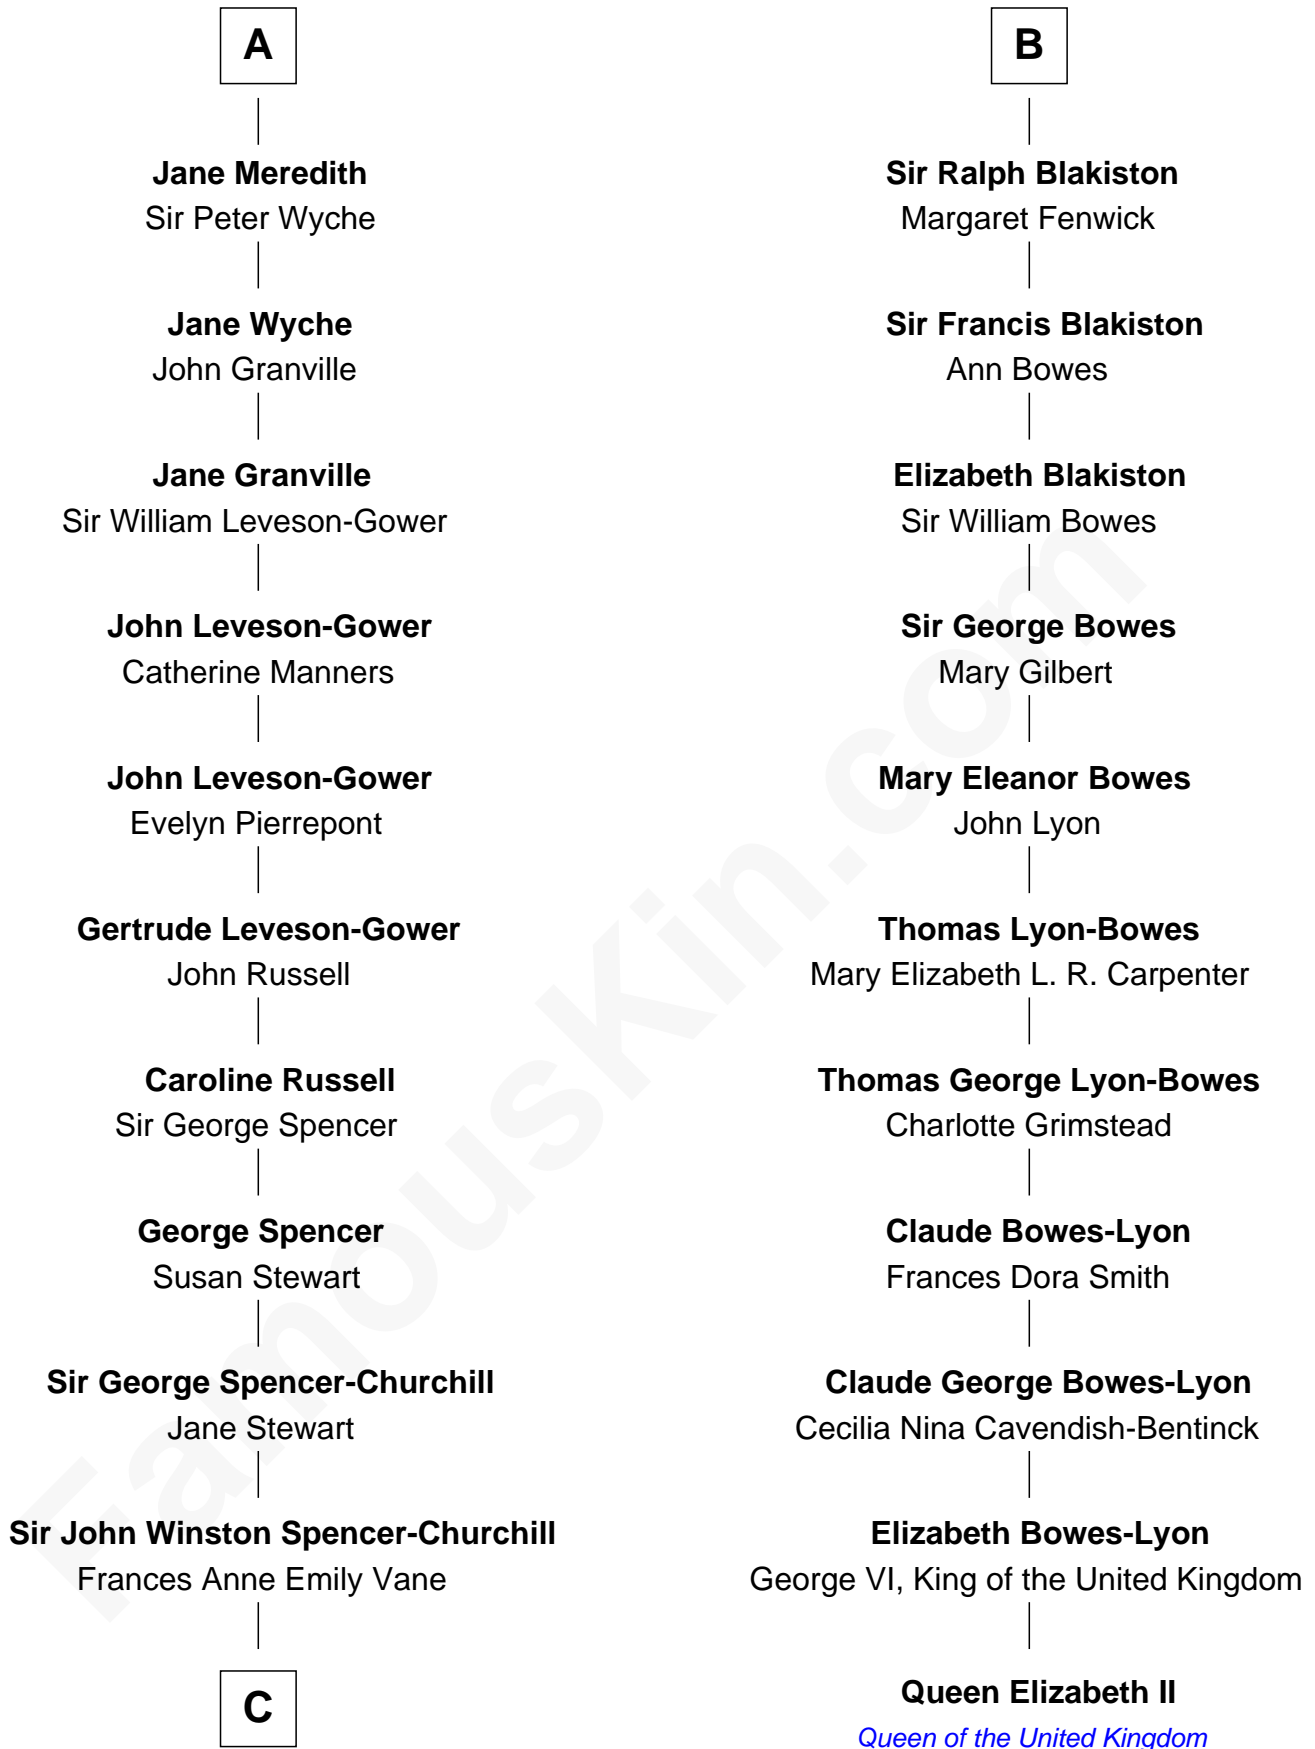 A
Jane Meredith
Sir Peter Wyche
Jane Wyche
John Granville
Jane Granville
Sir William Leveson-Gower
John Leveson-Gower
Catherine Manners
John Leveson-Gower
Evelyn Pierrepont
Gertrude Leveson-Gower
John Russell
Caroline Russell
Sir George Spencer
George Spencer
Susan Stewart
Sir George Spencer-Churchill
Jane Stewart
Sir John Winston Spencer-Churchill
Frances Anne Emily Vane
C
B
Sir Ralph Blakiston
Margaret Fenwick
Sir Francis Blakiston
Ann Bowes
Elizabeth Blakiston
Sir William Bowes
Sir George Bowes
Mary Gilbert
Mary Eleanor Bowes
John Lyon
Thomas Lyon-Bowes
Mary Elizabeth L. R. Carpenter
Thomas George Lyon-Bowes
Charlotte Grimstead
Claude Bowes-Lyon
Frances Dora Smith
Claude George Bowes-Lyon
Cecilia Nina Cavendish-Bentinck
Elizabeth Bowes-Lyon
George VI, King of the United Kingdom
Queen Elizabeth II
Queen of the United Kingdom
FamousKin.com